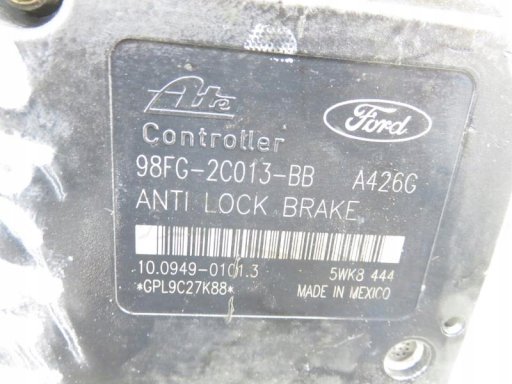 Ate
Ford
Controller
98FG-2C013-BB A426G
ANTI LOCK BRAKE
10.0949-0101.3 5WK8 444
*GPL9C27K88* MADE IN MEXICO